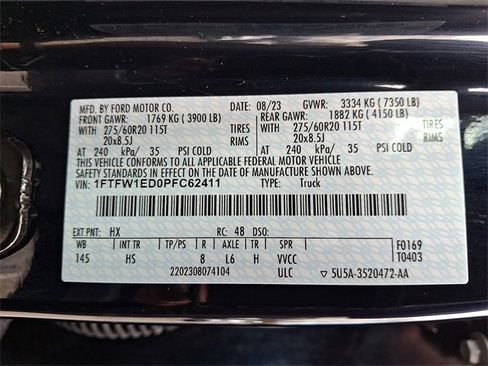 MFD. BY FORD MOTOR CO. DATE: 08/23 GVWR: 3334 KG ( 7350 LB)
FRONT GAWR: 1769 KG ( 3900 LB) REAR GAWR: 1882 KG ( 4150 LB)
WITH 275/60R20 115T TIRES WITH 275/60R20 115T TIRES
20x8.5J RIMS 20x8.5J RIMS
AT 240 kPa/ 35 PSI COLD AT 240 kPa/ 35 PSI COLD
THIS VEHICLE CONFORMS TO ALL APPLICABLE FEDERAL MOTOR VEHICLE
SAFETY STANDARDS IN EFFECT ON THE DATE OF MANUFACTURE SHOWN ABOVE.
VIN: 1FTFW1ED0PFC62411 TYPE: Truck
EXT PNT: HX RC: 48 DSO:
WB INT TR TP/PS R AXLE TR SPR F0169
145 HS 8 L6 H VVCC T0403
2202308074104 ULC 5U5A-3520472-AA